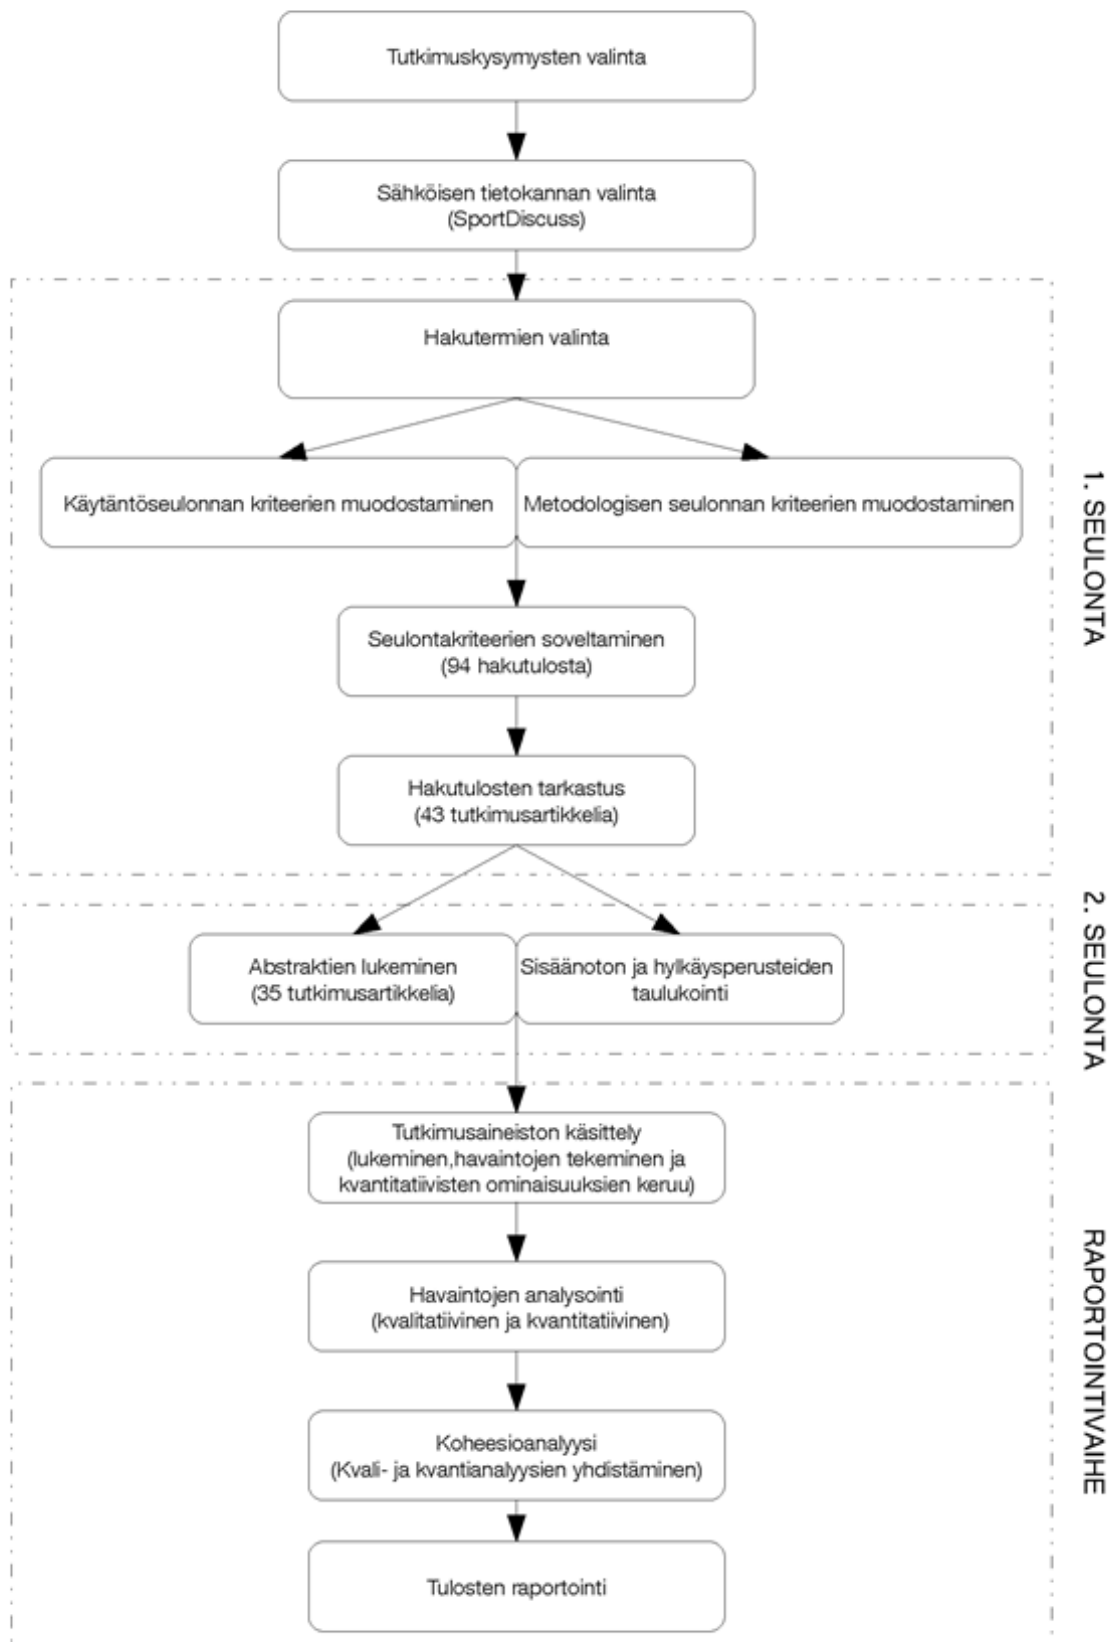 Tutkimuskysymysten valinta
Sähköisen tietokannan valinta
(SportDiscuss)
1. SEULONTA
Hakutermien valinta
Käytäntöseulonnan kriteerien muodostaminen
Metodologisen seulonnan kriteerien muodostaminen
Seulontakriteerien soveltaminen
(94 hakutulosta)
Hakutulosten tarkastus
(43 tutkimusartikkelia)
2. SEULONTA
Abstraktien lukeminen
(35 tutkimusartikkelia)
Sisäänoton ja hylkäysperusteiden
taulukointi
RAPORTOINTIVAIHE
Tutkimusaineiston käsittely
(lukeminen,havaintojen tekeminen ja
kvantitatiivisten ominaisuuksien keruu)
Havaintojen analysointi
(kvalitatiivinen ja kvantitatiivinen)
Koheesioanalyysi
(Kvali- ja kvantianalyysien yhdistäminen)
Tulosten raportointi